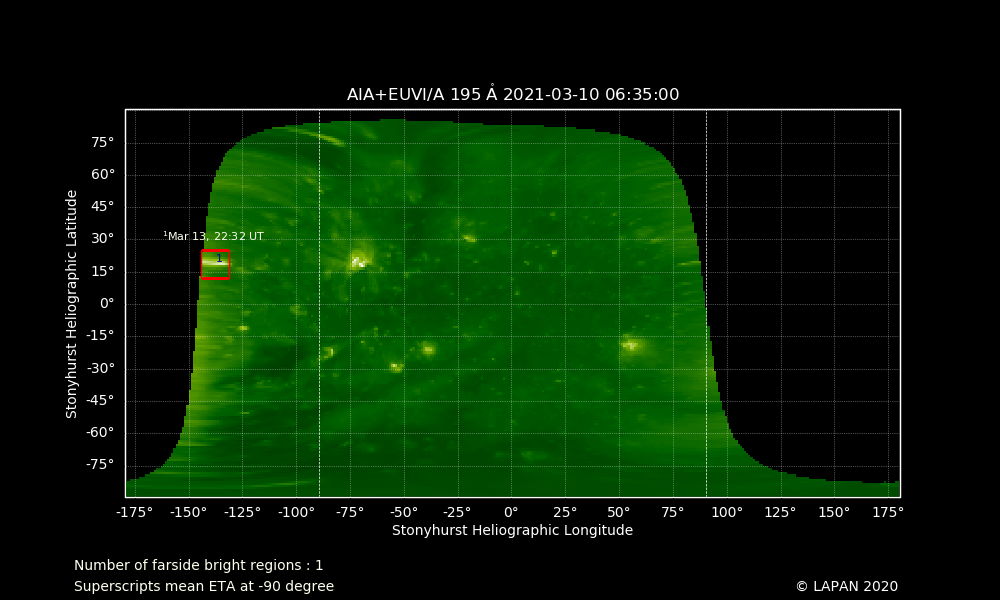 AIA+EUVI/A 195 Å 2021-03-10 06:35:00
75°
60°
45°
30°
15°
0°
-15°
-30°
-45°
-60°
-75°
Stonyhurst Heliographic Latitude
¹Mar 13, 22:32 UT
1
-175° -150° -125° -100° -75° -50° -25° 0° 25° 50° 75° 100° 125° 150° 175°
Stonyhurst Heliographic Longitude
Number of farside bright regions : 1
Superscripts mean ETA at -90 degree
© LAPAN 2020